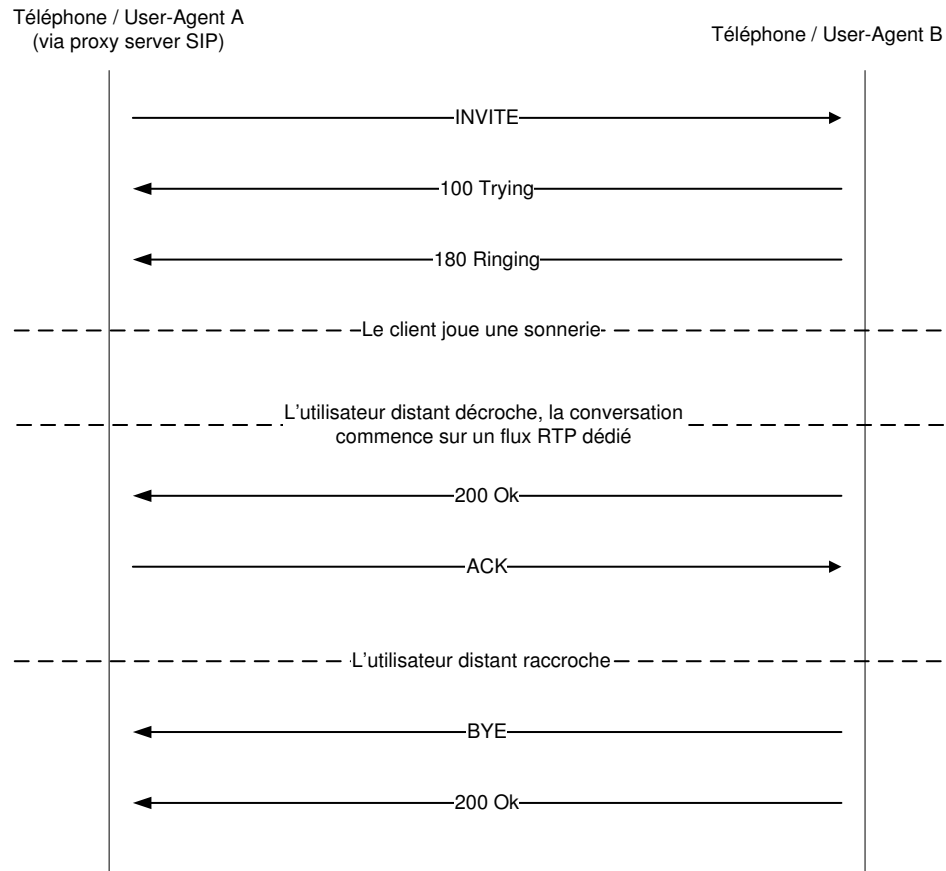 Téléphone / User-Agent A
(via proxy server SIP)
Téléphone / User-Agent B
INVITE
100 Trying
180 Ringing
Le client joue une sonnerie
L'utilisateur distant décroche, la conversation
commence sur un flux RTP dédié
200 Ok
ACK
L'utilisateur distant raccroche
BYE
200 Ok